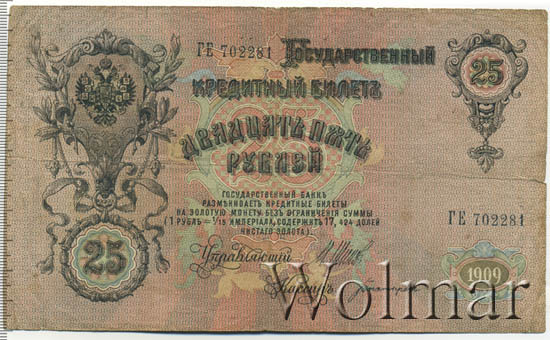 ГЕ 702281 Государственный
25
Кредитный Билетъ
Двадцать Пять
Рублей
Государственный Банкъ
размѣниваетъ кредитные билеты
на золотую монету безъ ограниченія суммы
(1 рубль = 1/15 имперіала, содержитъ 17,424 долей
чистаго золота).
ГЕ 702281
25
Управляющій
Кассиръ
1909
Wolmar